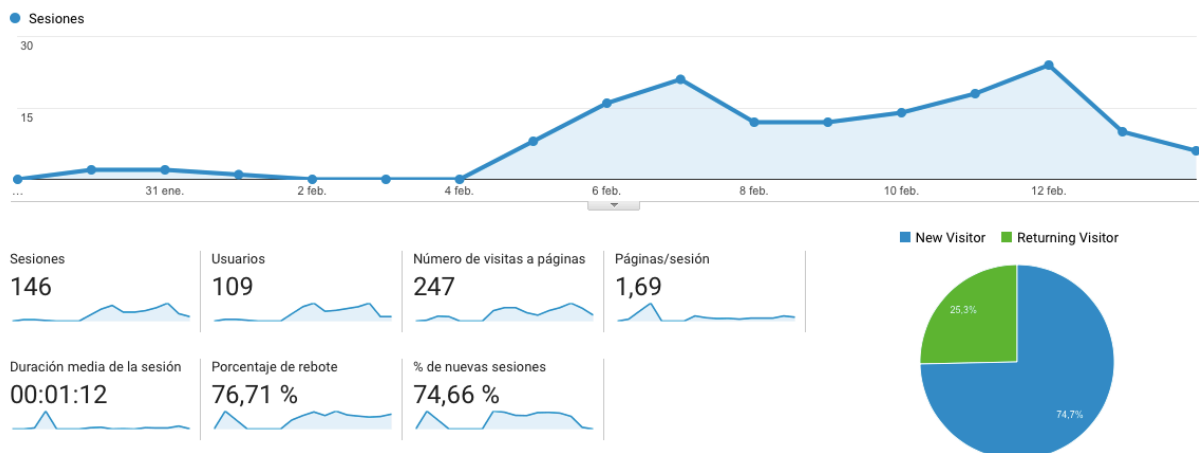 Sesiones
30
15
... 31 ene. 2 feb. 4 feb. 6 feb. 8 feb. 10 feb. 12 feb.
New Visitor Returning Visitor
Sesiones Usuarios Número de visitas a páginas Páginas/sesión
146 109 247 1,69
25,3%
Duración media de la sesión Porcentaje de rebote % de nuevas sesiones
00:01:12 76,71 % 74,66 %
74,7%